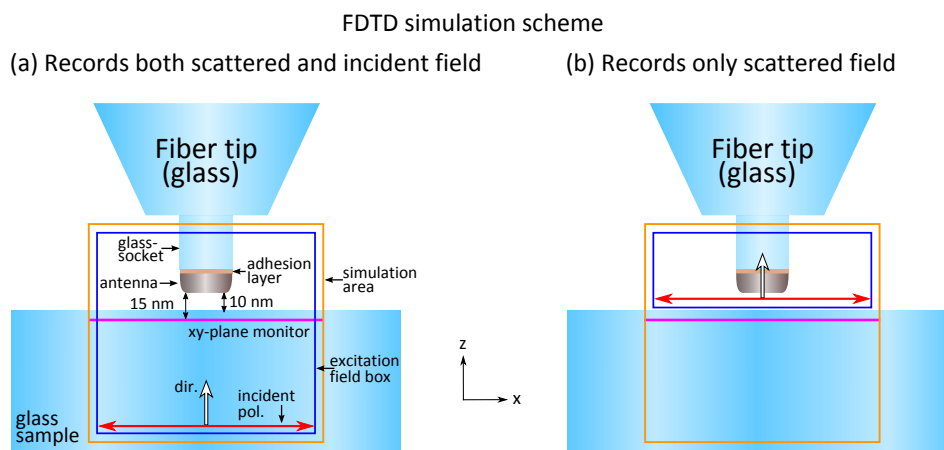 FDTD simulation scheme
(a) Records both scattered and incident field
(b) Records only scattered field
Fiber tip
(glass)
glass-
socket
antenna
15 nm
adhesion
layer
10 nm
simulation
area
xy-plane monitor
excitation
field box
dir.
incident
pol.
glass
sample
z
x
Fiber tip
(glass)